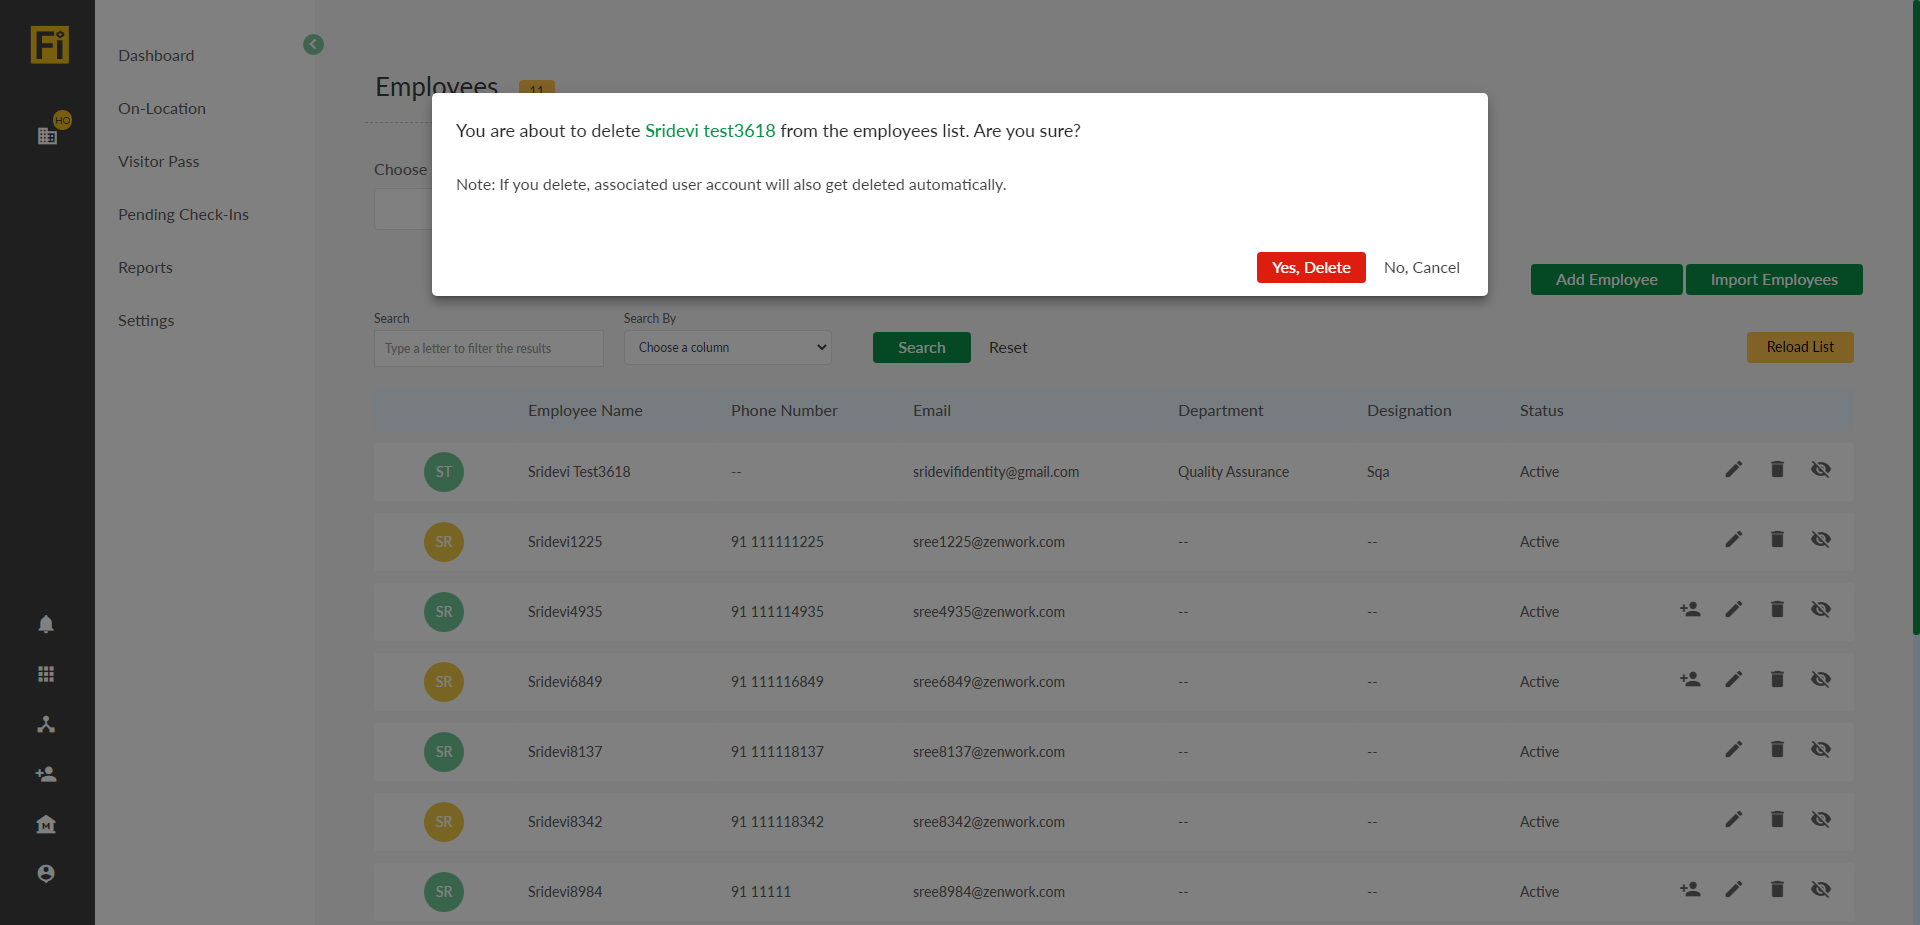 Fi
HO
Dashboard
On-Location
Visitor Pass
Pending Check-Ins
Reports
Settings
Employees 11
You are about to delete Sridevi test3618 from the employees list. Are you sure?
Note: If you delete, associated user account will also get deleted automatically.
Yes, Delete No, Cancel
Choose
Add Employee Import Employees
Search Search By
Type a letter to filter the results Choose a column Search Reset Reload List
Employee Name Phone Number Email Department Designation Status
ST Sridevi Test3618 -- sridevifidentity@gmail.com Quality Assurance Sqa Active
SR Sridevi1225 91 111111225 sree1225@zenwork.com -- -- Active
SR Sridevi4935 91 111114935 sree4935@zenwork.com -- -- Active
SR Sridevi6849 91 111116849 sree6849@zenwork.com -- -- Active
SR Sridevi8137 91 111118137 sree8137@zenwork.com -- -- Active
SR Sridevi8342 91 111118342 sree8342@zenwork.com -- -- Active
SR Sridevi8984 91 11111 sree8984@zenwork.com -- -- Active
M